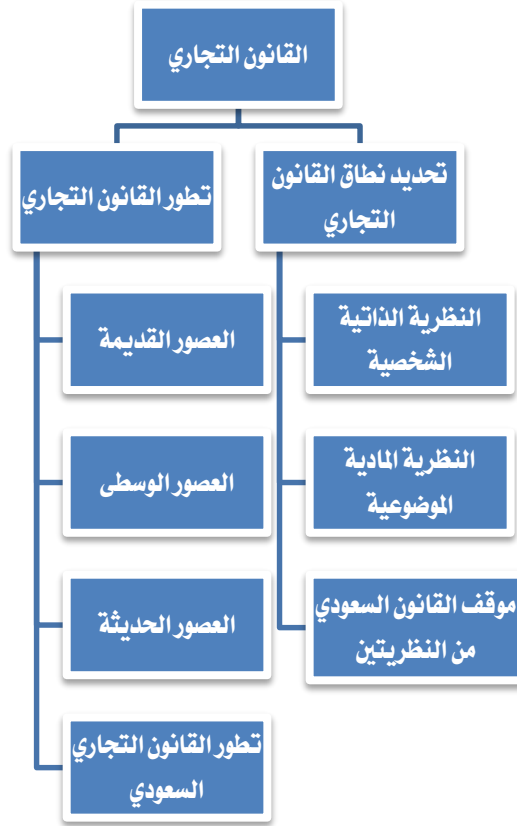 القانون التجاري
تحديد نطاق القانون
التجاري
النظرية الذاتية
الشخصية
النظرية المادية
الموضوعية
موقف القانون السعودي
من النظريتين
تطور القانون التجاري
العصور القديمة
العصور الوسطى
العصور الحديثة
تطور القانون التجاري
السعودي